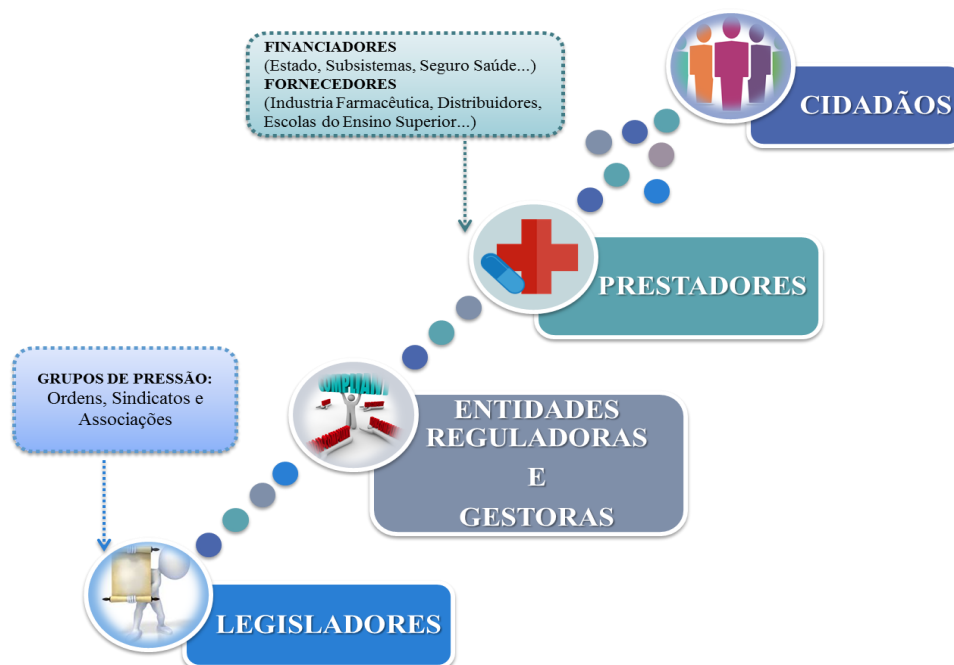 FINANCIADORES
(Estado, Subsistemas, Seguro Saúde...)
FORNECEDORES
(Industria Farmacêutica, Distribuidores,
Escolas do Ensino Superior...)
CIDADÃOS
PRESTADORES
GRUPOS DE PRESSÃO:
Ordens, Sindicatos e
Associações
ENTIDADES
REGULADORAS
E
GESTORAS
LEGISLADORES